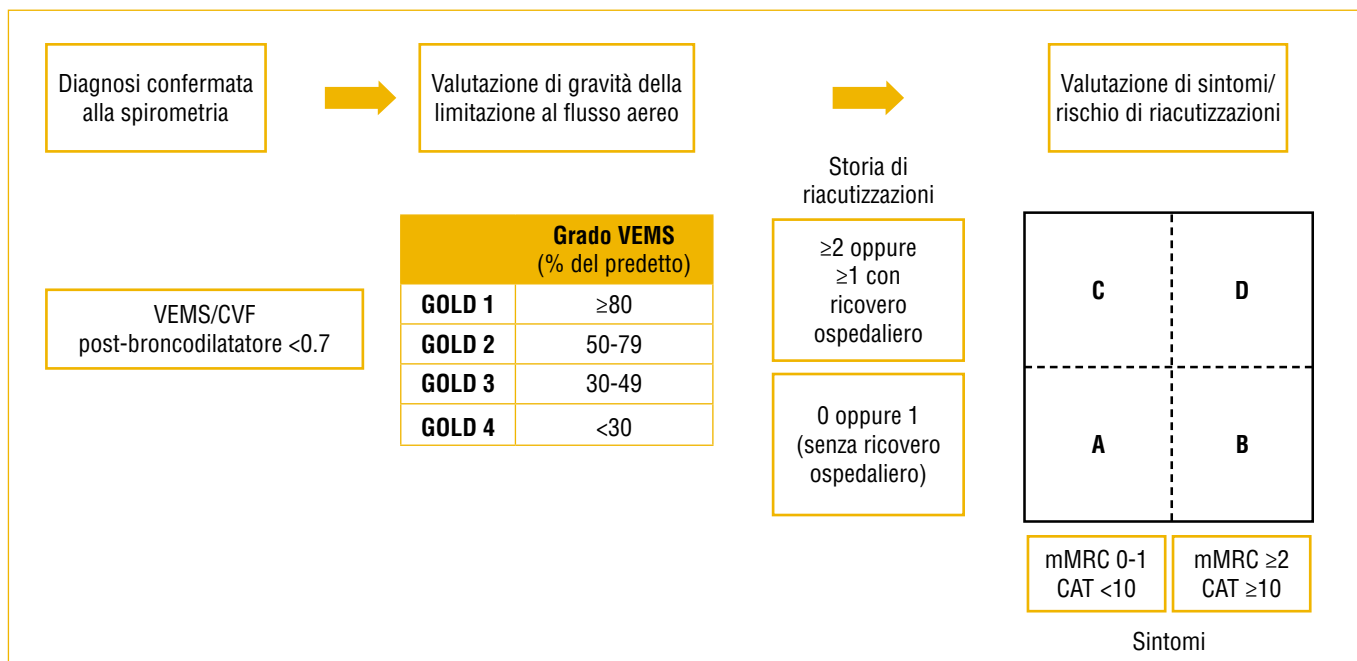 Diagnosi confermata
alla spirometria
Valutazione di gravità della
limitazione al flusso aereo
Valutazione di sintomi/
rischio di riacutizzazioni
VEMS/CVF
post-broncodilatatore <0.7
Grado VEMS
(% del predetto)
GOLD 1 ≥80
GOLD 2 50-79
GOLD 3 30-49
GOLD 4 <30
Storia di
riacutizzazioni
≥2 oppure
≥1 con
ricovero
ospedaliero
0 oppure 1
(senza ricovero
ospedaliero)
C D
A B
mMRC 0-1
CAT <10
mMRC ≥2
CAT ≥10
Sintomi